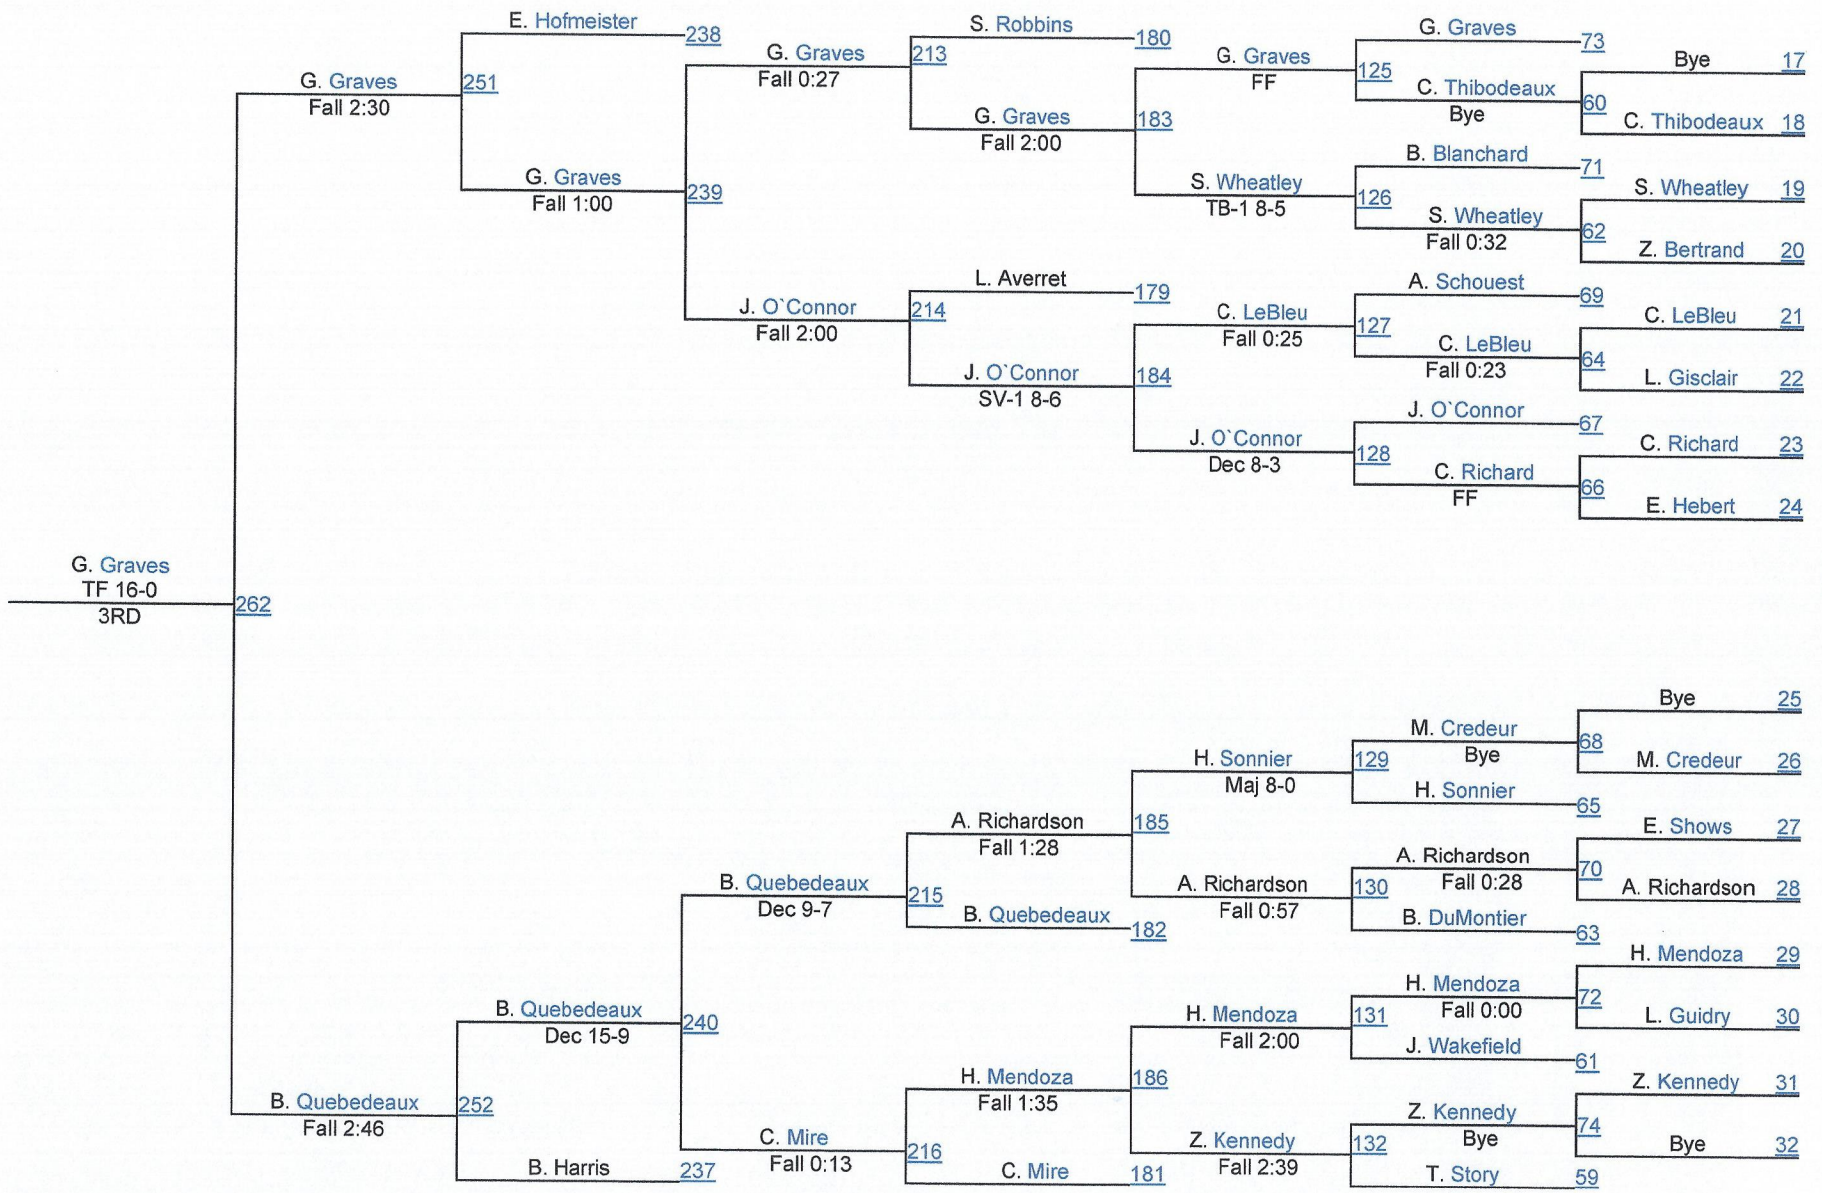 E. Hofmeister
238
G. Graves
Fall 2:30
251
G. Graves
Fall 1:00
239
G. Graves
Fall 0:27
213
S. Robbins
180
G. Graves
Fall 2:00
183
G. Graves
FF
125
G. Graves
73
C. Thibodeaux
Bye
60
Bye 17
C. Thibodeaux 18
S. Wheatley
TB-1 8-5
126
B. Blanchard
71
S. Wheatley
Fall 0:32
62
S. Wheatley 19
Z. Bertrand 20
J. O`Connor
Fall 2:00
214
L. Averret
179
J. O`Connor
SV-1 8-6
184
C. LeBleu
Fall 0:25
127
A. Schouest
69
C. LeBleu
Fall 0:23
64
C. LeBleu 21
L. Gisclair 22
J. O`Connor
Dec 8-3
128
J. O`Connor
67
C. Richard
FF
66
C. Richard 23
E. Hebert 24
G. Graves
TF 16-0
3RD
262
B. Quebedeaux
Fall 2:46
252
B. Quebedeaux
Dec 15-9
240
B. Harris
237
B. Quebedeaux
Dec 9-7
215
A. Richardson
Fall 1:28
185
B. Quebedeaux
182
H. Sonnier
Maj 8-0
129
M. Credeur
Bye
68
Bye 25
M. Credeur 26
H. Sonnier
65
A. Richardson
Fall 0:57
130
A. Richardson
Fall 0:28
70
E. Shows 27
A. Richardson 28
B. DuMontier
63
C. Mire
Fall 0:13
216
H. Mendoza
Fall 1:35
186
C. Mire
181
H. Mendoza
Fall 2:00
131
H. Mendoza
Fall 0:00
72
H. Mendoza 29
L. Guidry 30
J. Wakefield
61
Z. Kennedy
Fall 2:39
132
Z. Kennedy
Bye
74
Z. Kennedy 31
Bye 32
T. Story
59